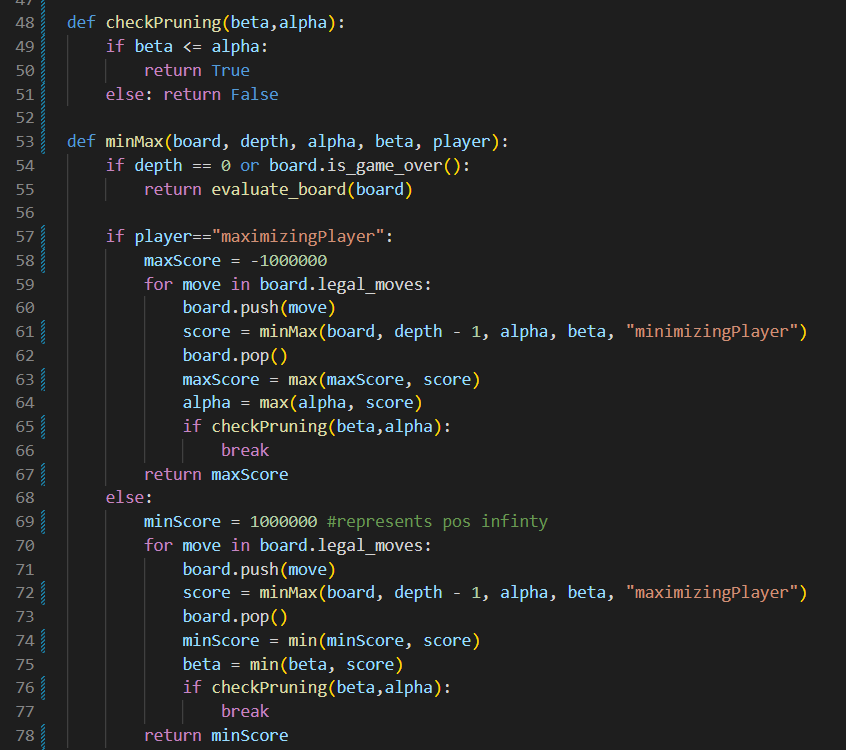 48 def checkPruning(beta,alpha):
49     if beta <= alpha:
50         return True
51     else: return False
52
53 def minMax(board, depth, alpha, beta, player):
54     if depth == 0 or board.is_game_over():
55         return evaluate_board(board)
56
57     if player=="maximizingPlayer":
58         maxScore = -1000000
59         for move in board.legal_moves:
60             board.push(move)
61             score = minMax(board, depth - 1, alpha, beta, "minimizingPlayer")
62             board.pop()
63             maxScore = max(maxScore, score)
64             alpha = max(alpha, score)
65             if checkPruning(beta,alpha):
66                 break
67         return maxScore
68     else:
69         minScore = 1000000 #represents pos infinty
70         for move in board.legal_moves:
71             board.push(move)
72             score = minMax(board, depth - 1, alpha, beta, "maximizingPlayer")
73             board.pop()
74             minScore = min(minScore, score)
75             beta = min(beta, score)
76             if checkPruning(beta,alpha):
77                 break
78         return minScore